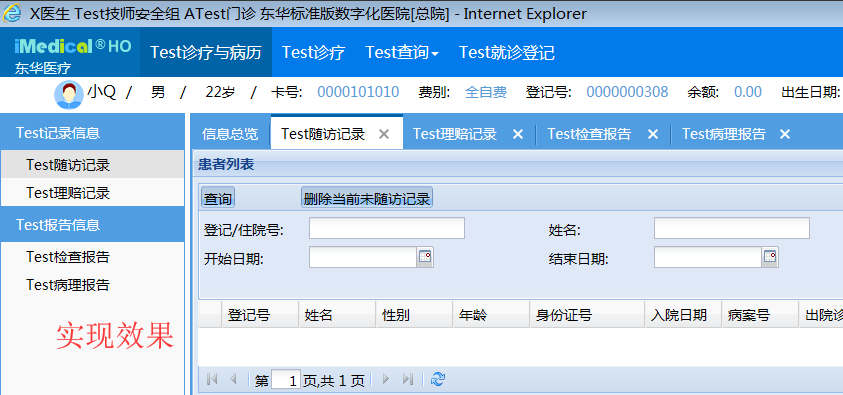 X医生 Test技师安全组 ATest门诊 东华标准版数字化医院[总院] - Internet Explorer
iMedical®HO
东华医疗
Test诊疗与病历 Test诊疗 Test查询 Test就诊登记
小Q / 男 / 22岁 / 卡号: 0000101010 费别: 全自费 登记号: 0000000308 余额: 0.00 出生日期:
Test记录信息
Test随访记录
Test理赔记录
Test报告信息
Test检查报告
Test病理报告
实现效果
信息总览 Test随访记录 × Test理赔记录 × Test检查报告 × Test病理报告 ×
患者列表
查询 删除当前未随访记录
登记/住院号: 姓名:
开始日期: 结束日期:
登记号 姓名 性别 年龄 身份证号 入院日期 病案号 出院诊
第 1 页,共 1 页